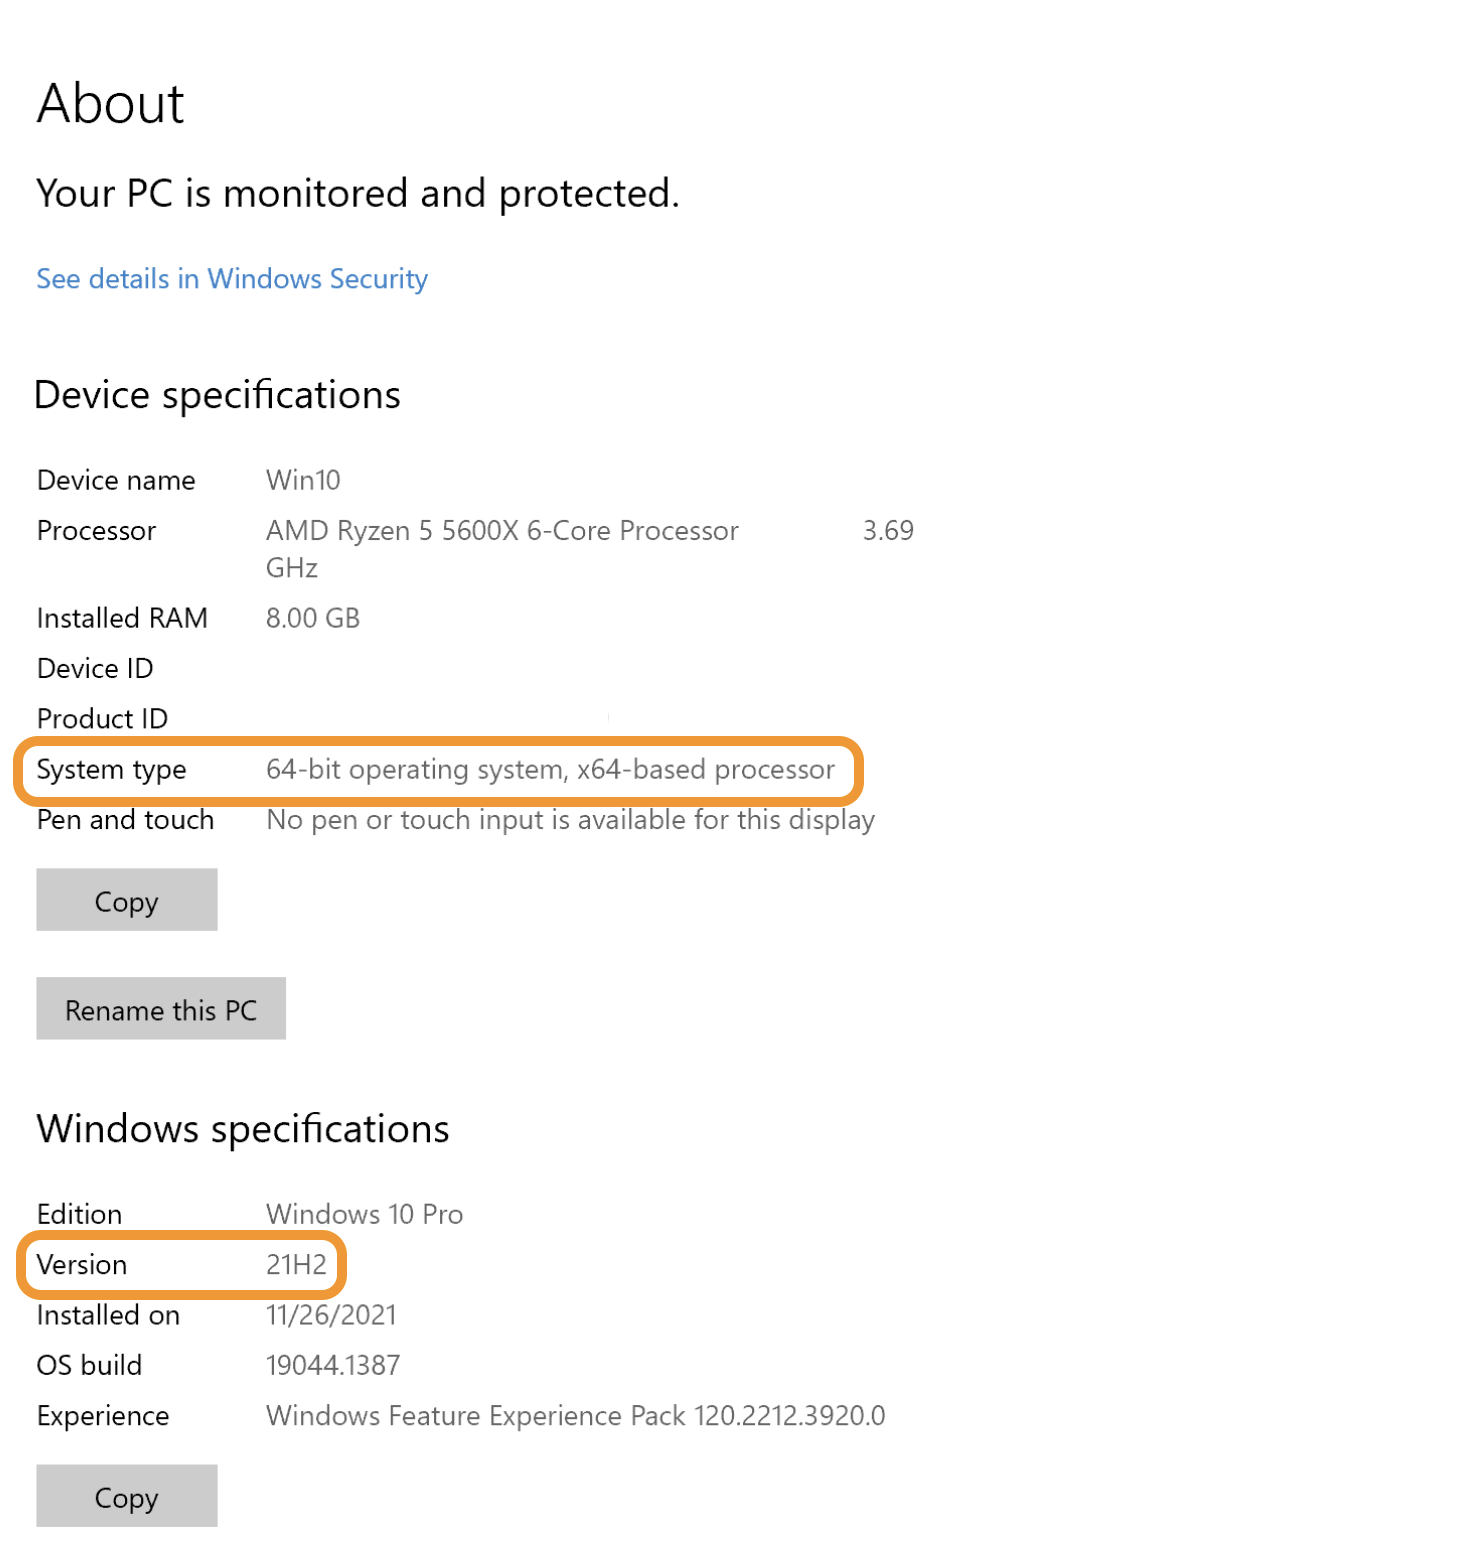 About
Your PC is monitored and protected.
See details in Windows Security
Device specifications
Device name Win10
Processor AMD Ryzen 5 5600X 6-Core Processor 3.69
GHz
Installed RAM 8.00 GB
Device ID
Product ID
System type 64-bit operating system, x64-based processor
Pen and touch No pen or touch input is available for this display
Copy
Rename this PC
Windows specifications
Edition Windows 10 Pro
Version 21H2
Installed on 11/26/2021
OS build 19044.1387
Experience Windows Feature Experience Pack 120.2212.3920.0
Copy